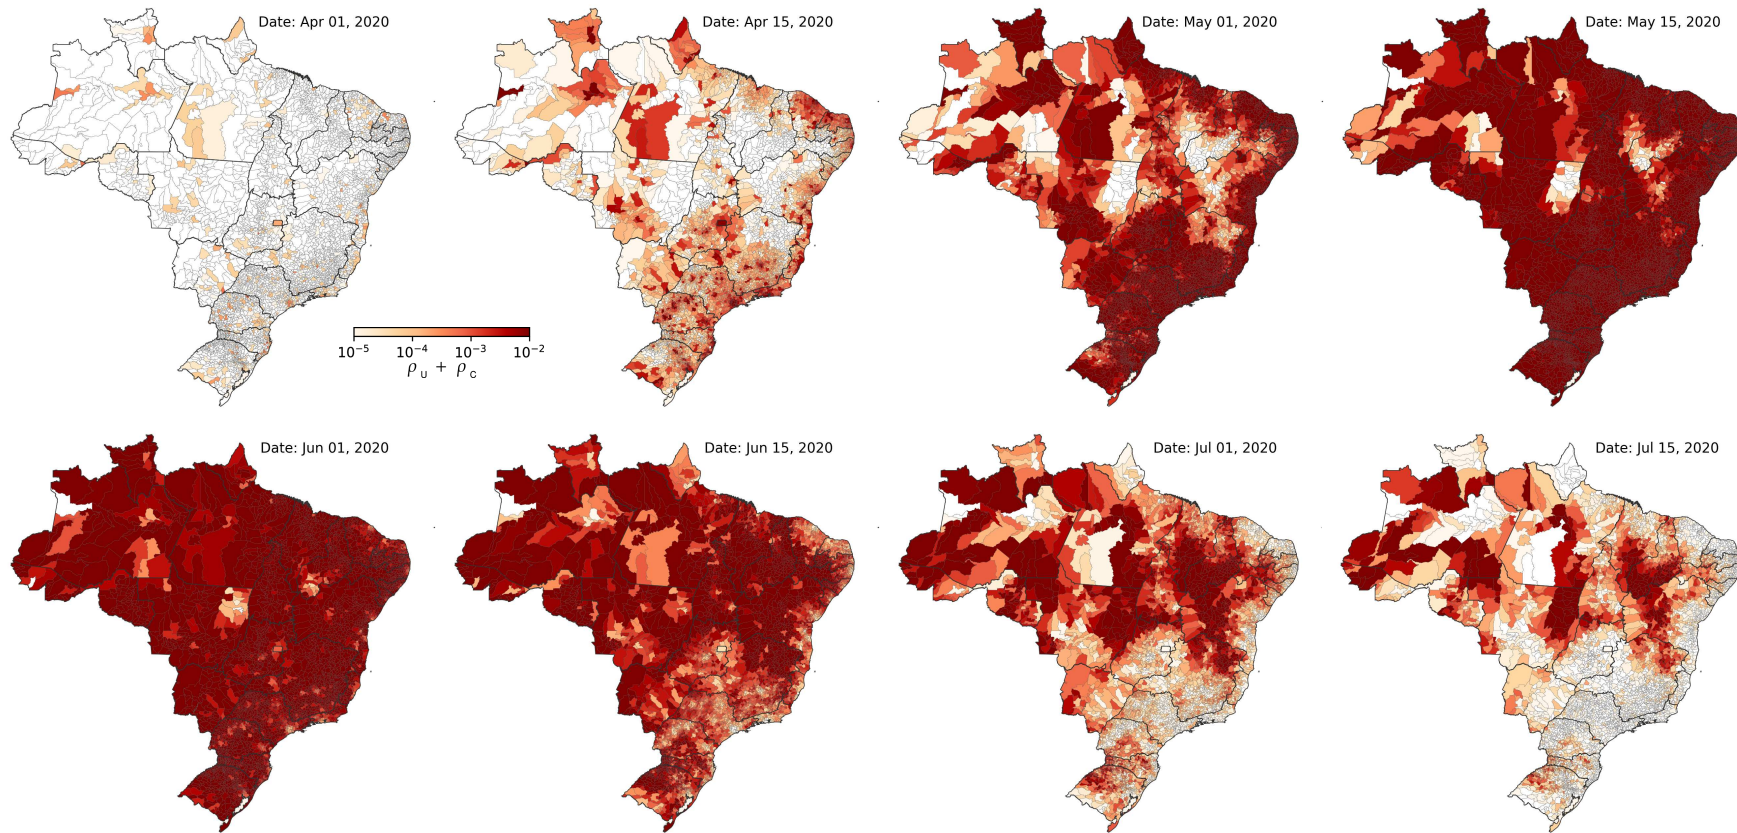 Date: Apr 01, 2020
Date: Apr 15, 2020
Date: May 01, 2020
Date: May 15, 2020
10⁻⁵ 10⁻⁴ 10⁻³ 10⁻²
ρ_U + ρ_C
Date: Jun 01, 2020
Date: Jun 15, 2020
Date: Jul 01, 2020
Date: Jul 15, 2020